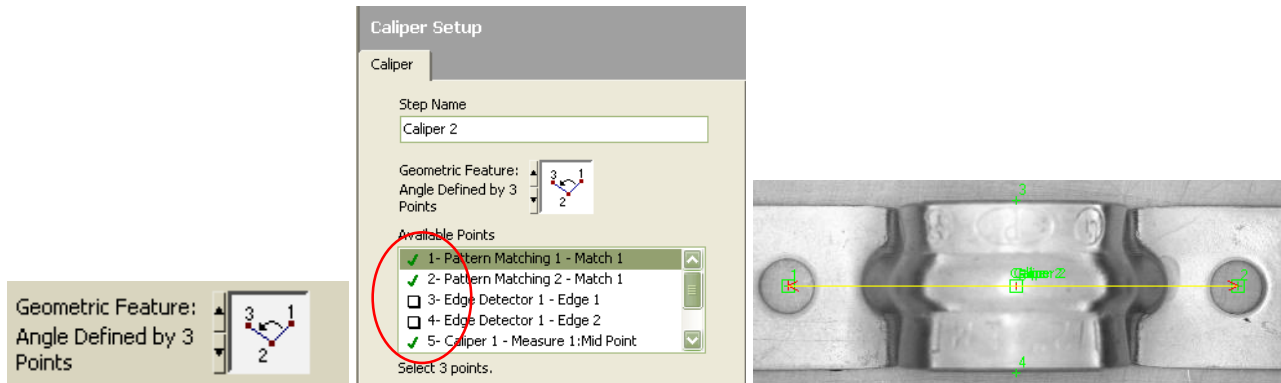 Geometric Feature:
Angle Defined by 3
Points
3 1
2
Caliper Setup
Caliper
Step Name
Caliper 2
Geometric Feature:
Angle Defined by 3
Points
3 1
2
Available Points
1- Pattern Matching 1 - Match 1
2- Pattern Matching 2 - Match 1
3- Edge Detector 1 - Edge 1
4- Edge Detector 1 - Edge 2
5- Caliper 1 - Measure 1:Mid Point
Select 3 points.
3
1
2
4